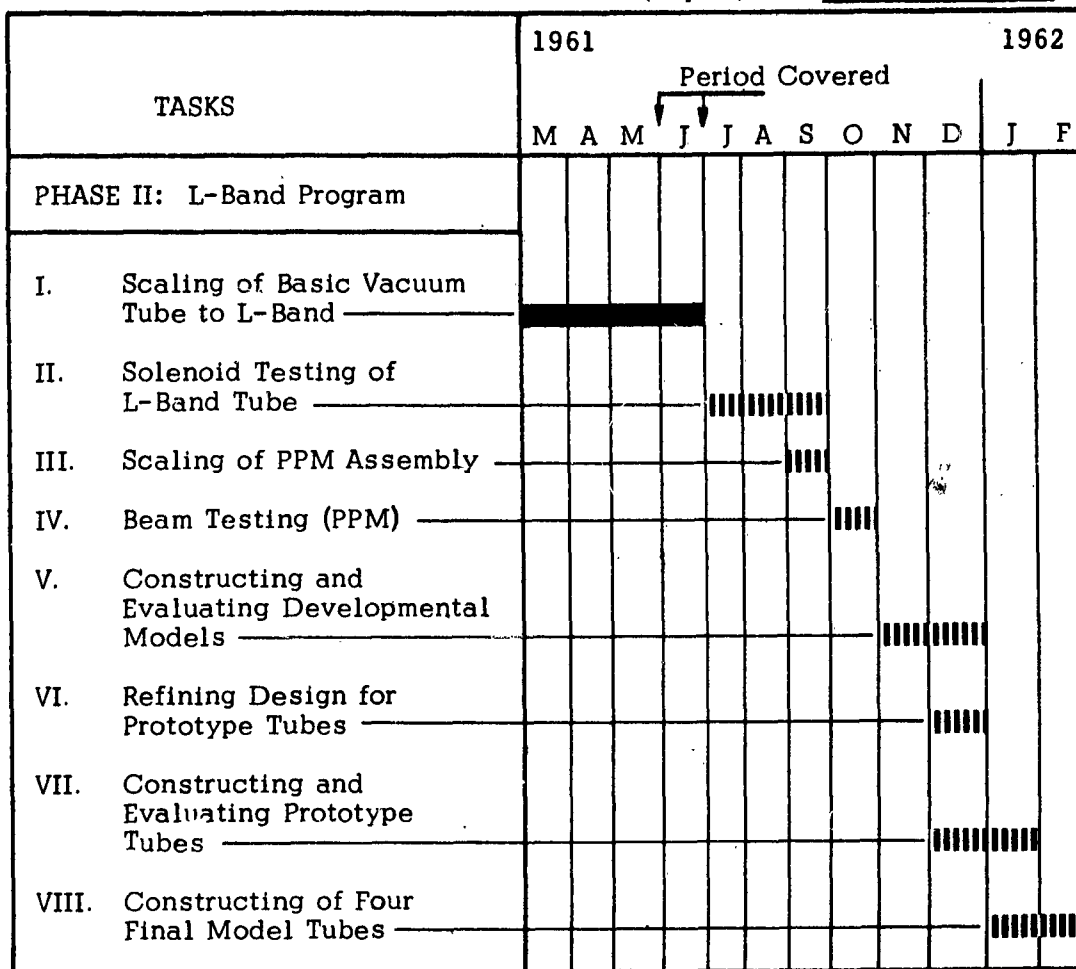 1961 1962
Period Covered
TASKS
M A M J J A S O N D J F
PHASE II: L-Band Program
I. Scaling of Basic Vacuum
Tube to L-Band
II. Solenoid Testing of
L-Band Tube
III. Scaling of PPM Assembly
IV. Beam Testing (PPM)
V. Constructing and
Evaluating Developmental
Models
VI. Refining Design for
Prototype Tubes
VII. Constructing and
Evaluating Prototype
Tubes
VIII. Constructing of Four
Final Model Tubes